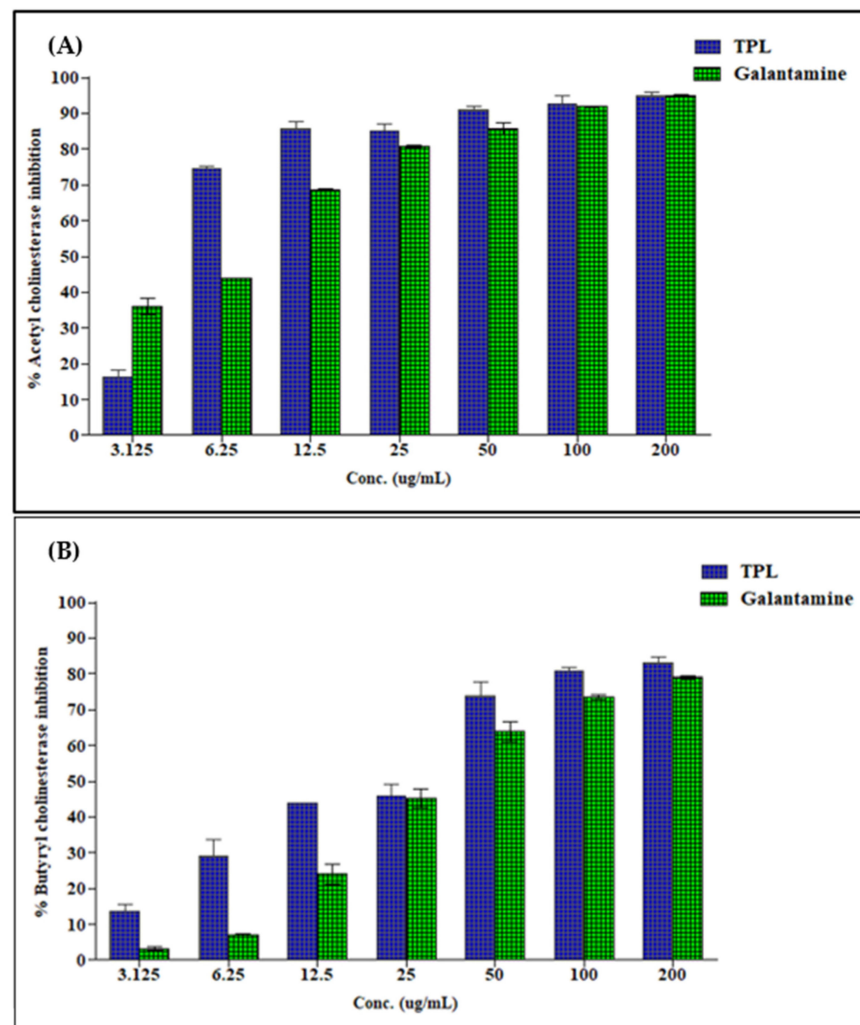 (A)
TPL
Galantamine
% Acetyl cholinesterase inhibition
100
90
80
70
60
50
40
30
20
10
0
3.125 6.25 12.5 25 50 100 200
Conc. (ug/mL)
(B)
TPL
Galantamine
% Butyryl cholinesterase inhibition
100
90
80
70
60
50
40
30
20
10
0
3.125 6.25 12.5 25 50 100 200
Conc. (ug/mL)